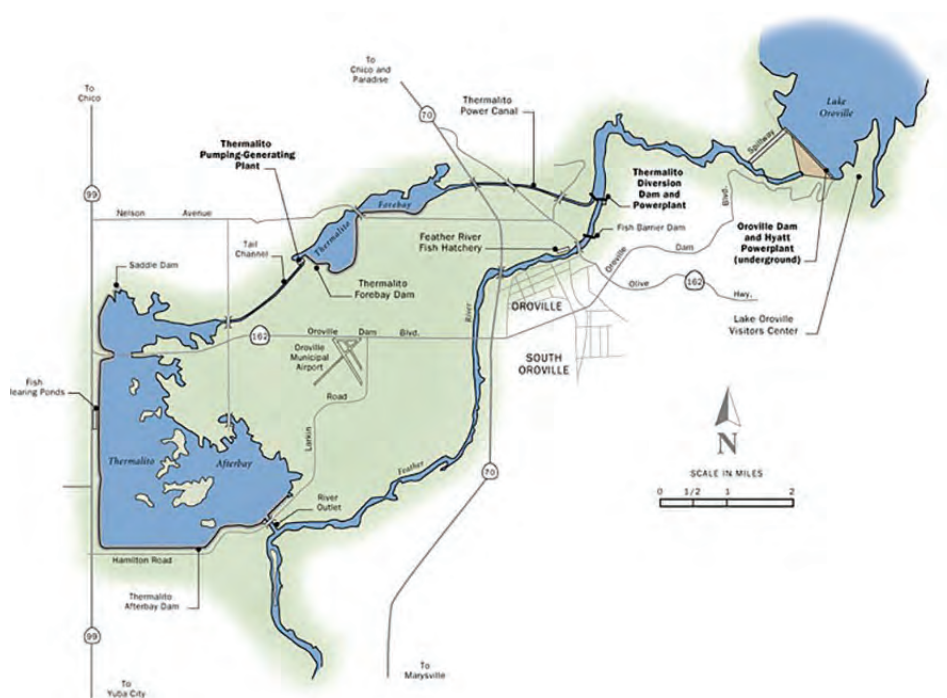 To
Chico
To
Chico and
Paradise
Lake
Oroville
Thermalito
Power Canal
70
Spillway
Thermalito
Pumping-Generating
Plant
99
Thermalito
Diversion
Dam and
Powerplant
Blvd.
Nelson Avenue
Forebay
Thermalito
Fish Barrier Dam
Feather River
Fish Hatchery
Oroville Dam
and Hyatt
Powerplant
(underground)
Tail
Channel
Saddle Dam
Thermalito
Forebay Dam
Oroville
Dam
Olive
162
Hwy.
River
OROVILLE
Lake Oroville
Visitors Center
162
Oroville Dam Blvd.
Oroville
Municipal
Airport
SOUTH
OROVILLE
Fish
earing Ponds
Road
Larkin
N
Thermalito Afterbay
Feather
70
SCALE IN MILES
0 1/2 1 2
River
Outlet
Hamilton Road
Thermalito
Afterbay Dam
99
To
Marysville
To
Yuba City